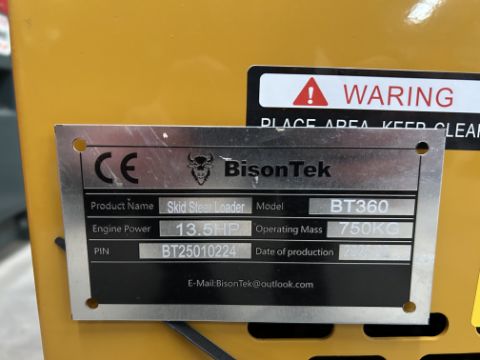 WARING
PLACE AREA KEEP CLEAR
CE BisonTek
Product Name Skid Steer Loader Model BT360
Engine Power 13.5HP Operating Mass 750KG
PIN BT25010224 Date of production
E-Mail:BisonTek@outlook.com